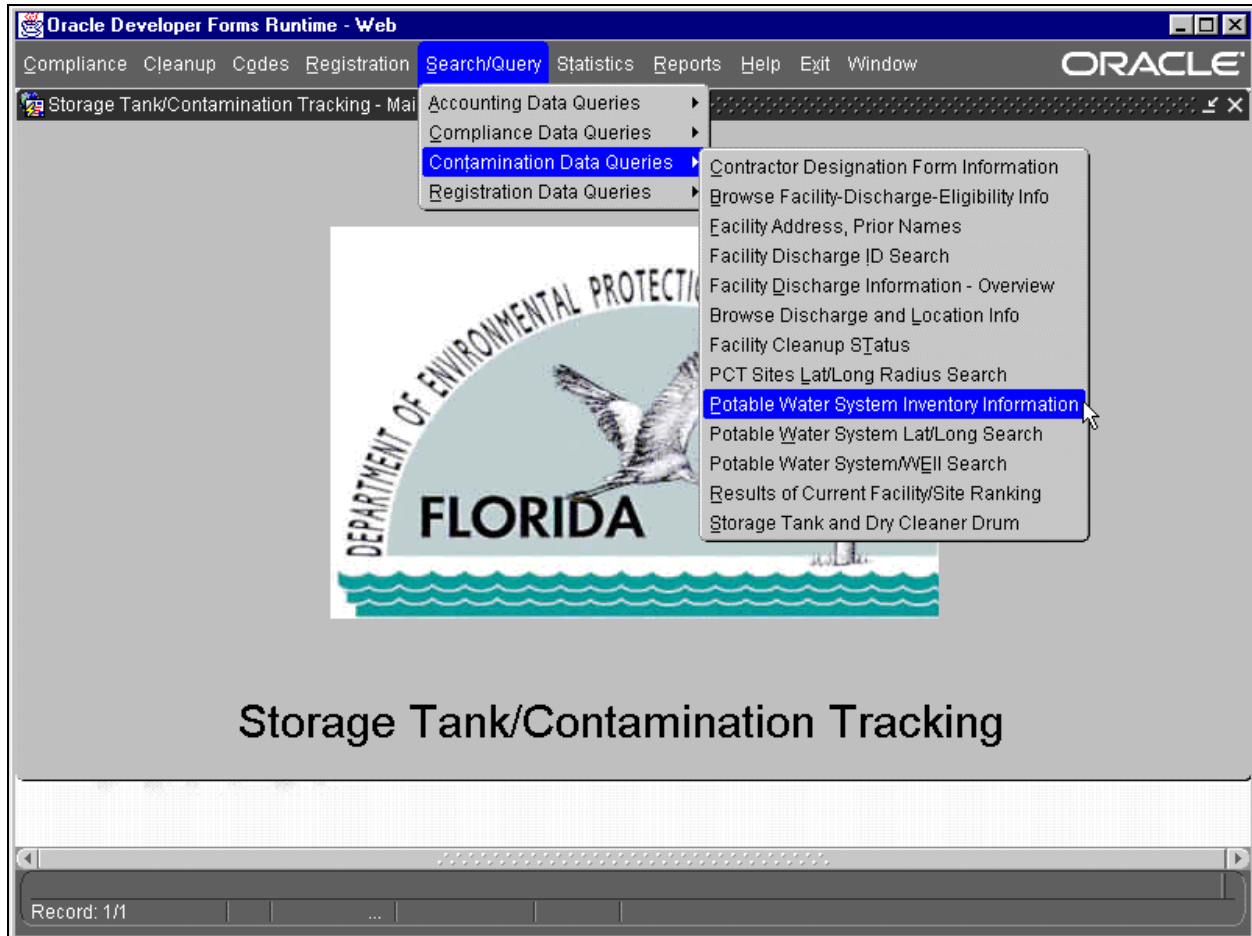 Oracle Developer Forms Runtime - Web
Compliance Cleanup Codes Registration Search/Query Statistics Reports Help Exit Window ORACLE
Storage Tank/Contamination Tracking - Mai
Accounting Data Queries
Compliance Data Queries
Contamination Data Queries
Registration Data Queries
Contractor Designation Form Information
Browse Facility-Discharge-Eligibility Info
Facility Address, Prior Names
Facility Discharge ID Search
Facility Discharge Information - Overview
Browse Discharge and Location Info
Facility Cleanup STatus
PCT Sites Lat/Long Radius Search
Potable Water System Inventory Information
Potable Water System Lat/Long Search
Potable Water System/WEll Search
Results of Current Facility/Site Ranking
Storage Tank and Dry Cleaner Drum
DEPARTMENT OF ENVIRONMENTAL PROTECTI
FLORIDA
Storage Tank/Contamination Tracking
Record: 1/1
...